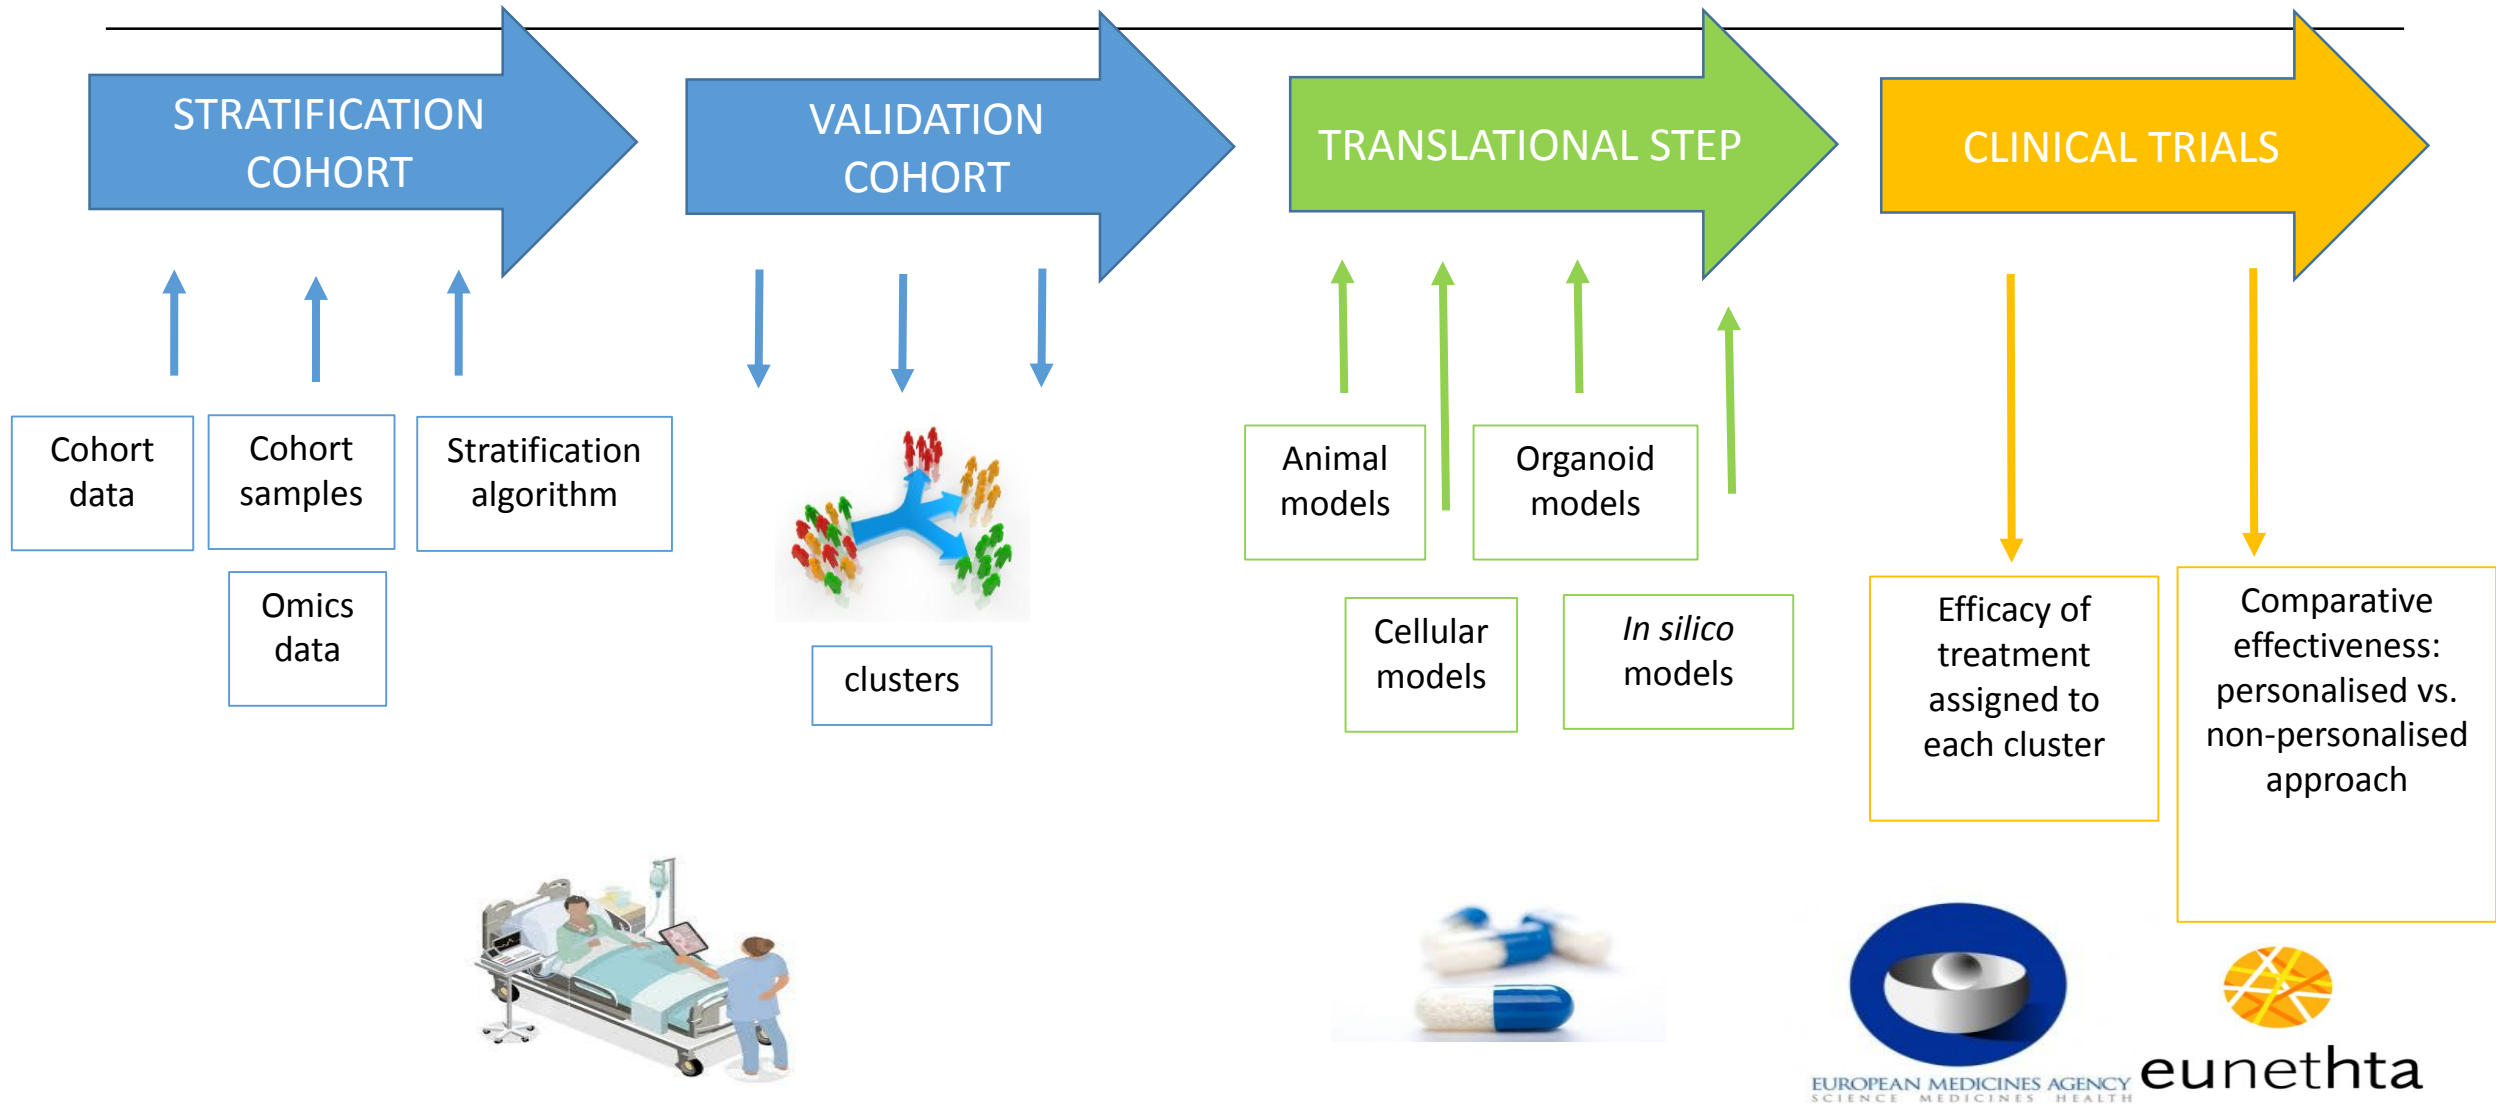 STRATIFICATION
COHORT
VALIDATION
COHORT
TRANSLATIONAL STEP
CLINICAL TRIALS
Cohort
data
Cohort
samples
Stratification
algorithm
Omics
data
clusters
Animal
models
Organoid
models
Cellular
models
In silico
models
Efficacy of
treatment
assigned to
each cluster
Comparative
effectiveness:
personalised vs.
non-personalised
approach
EUROPEAN MEDICINES AGENCY
SCIENCE MEDICINES HEALTH
eunethta